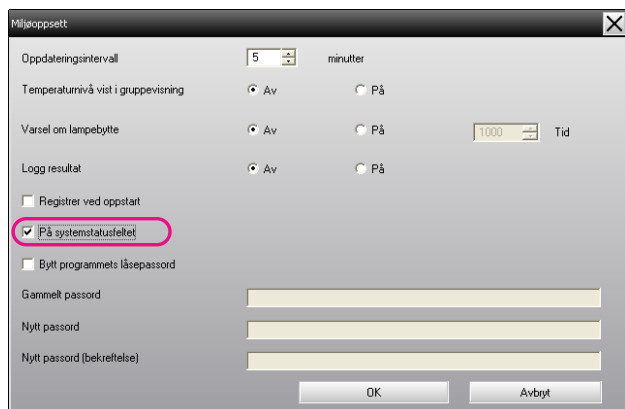 Miljøoppsett
Oppdateringsintervall 5 minutter
Temperaturnivå vist i gruppevisning Av På
Varsel om lampebytte Av På 1000 Tid
Logg resultat Av På
Registrer ved oppstart
På systemstatusfeltet
Bytt programmets låsepassord
Gammelt passord
Nytt passord
Nytt passord (bekreftelse)
OK Avbryt